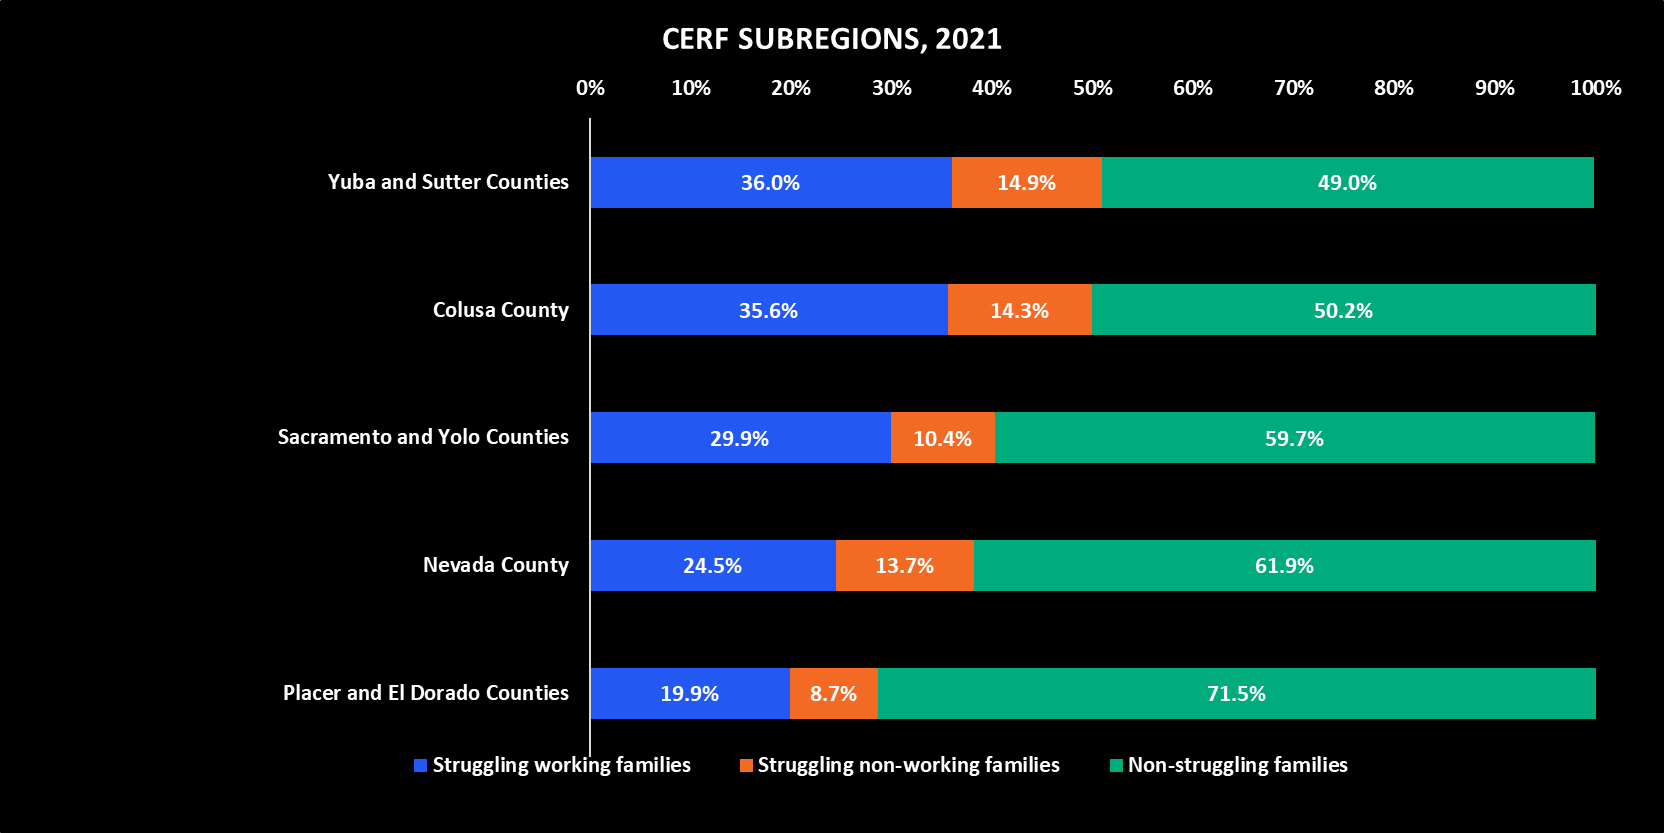 CERF SUBREGIONS, 2021
0% 10% 20% 30% 40% 50% 60% 70% 80% 90% 100%
Yuba and Sutter Counties 36.0% 14.9% 49.0%
Colusa County 35.6% 14.3% 50.2%
Sacramento and Yolo Counties 29.9% 10.4% 59.7%
Nevada County 24.5% 13.7% 61.9%
Placer and El Dorado Counties 19.9% 8.7% 71.5%
Struggling working families Struggling non-working families Non-struggling families